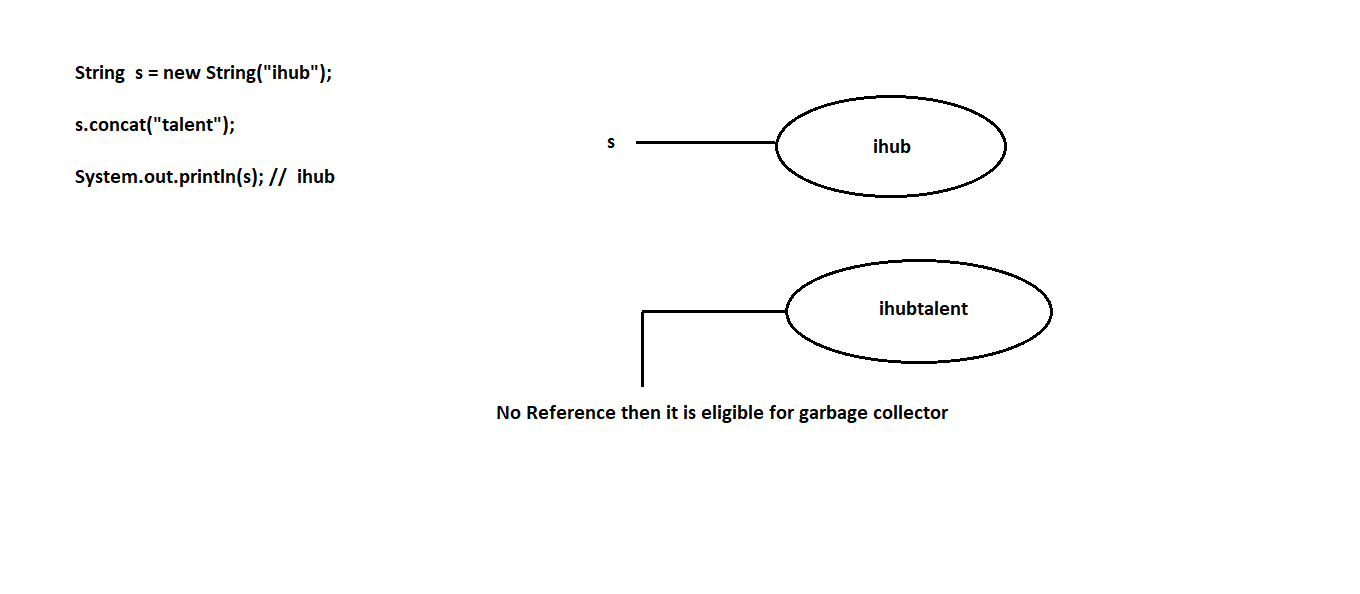 String  s = new String("ihub");
s.concat("talent");
System.out.println(s); //  ihub
s
ihub
ihubtalent
No Reference then it is eligible for garbage collector